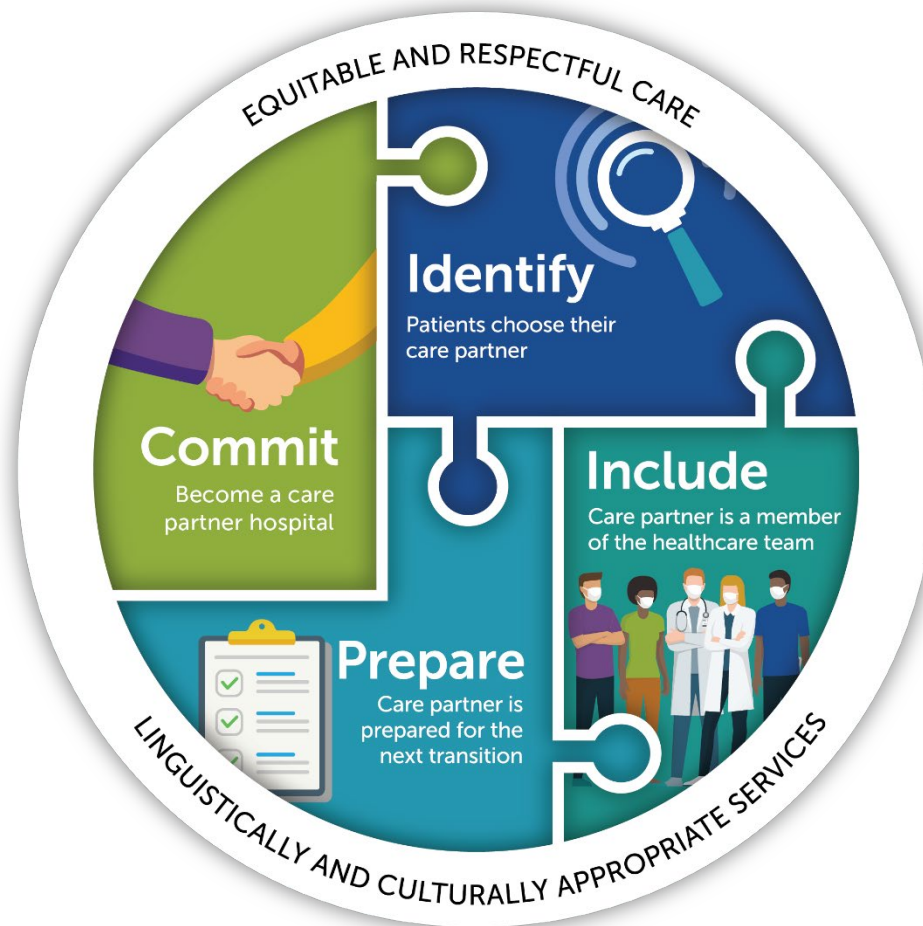 EQUITABLE AND RESPECTFUL CARE
Commit
Become a care
partner hospital
Identify
Patients choose their
care partner
Include
Care partner is a member
of the healthcare team
Prepare
Care partner is
prepared for the
next transition
LINGUISTICALLY AND CULTURALLY APPROPRIATE SERVICES